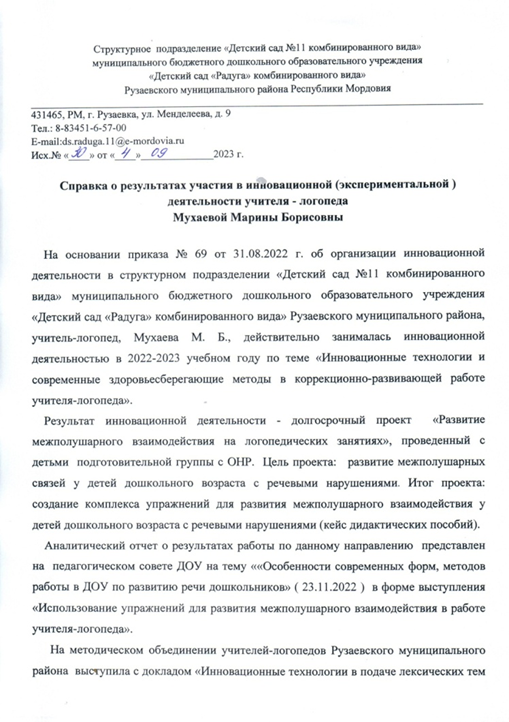 Структурное подразделение «Детский сад №11 комбинированного вида»
муниципального бюджетного дошкольного образовательного учреждения
«Детский сад «Радуга» комбинированного вида»
Рузаевского муниципального района Республики Мордовия
431465, РМ, г. Рузаевка, ул. Менделеева, д. 9
Тел.: 8-83451-6-57-00
E-mail:ds.raduga.11@e-mordovia.ru
Исх.№ «30» от «4» 09 2023 г.
Справка о результатах участия в инновационной (экспериментальной )
деятельности учителя - логопеда
Мухаевой Марины Борисовны
На основании приказа № 69 от 31.08.2022 г. об организации инновационной
деятельности в структурном подразделении «Детский сад №11 комбинированного
вида» муниципального бюджетного дошкольного образовательного учреждения
«Детский сад «Радуга» комбинированного вида» Рузаевского муниципального района,
учитель-логопед, Мухаева М. Б., действительно занималась инновационной
деятельностью в 2022-2023 учебном году по теме «Инновационные технологии и
современные здоровьесберегающие методы в коррекционно-развивающей работе
учителя-логопеда».
Результат инновационной деятельности - долгосрочный проект «Развитие
межполушарного взаимодействия на логопедических занятиях», проведенный с
детьми подготовительной группы с ОНР. Цель проекта: развитие межполушарных
связей у детей дошкольного возраста с речевыми нарушениями. Итог проекта:
создание комплекса упражнений для развития межполушарного взаимодействия у
детей дошкольного возраста с речевыми нарушениями (кейс дидактических пособий).
Аналитический отчет о результатах работы по данному направлению представлен
на педагогическом совете ДОУ на тему ««Особенности современных форм, методов
работы в ДОУ по развитию речи дошкольников» ( 23.11.2022 ) в форме выступления
«Использование упражнений для развития межполушарного взаимодействия в работе
учителя-логопеда».
На методическом объединении учителей-логопедов Рузаевского муниципального
района выступила с докладом «Инновационные технологии в подаче лексических тем